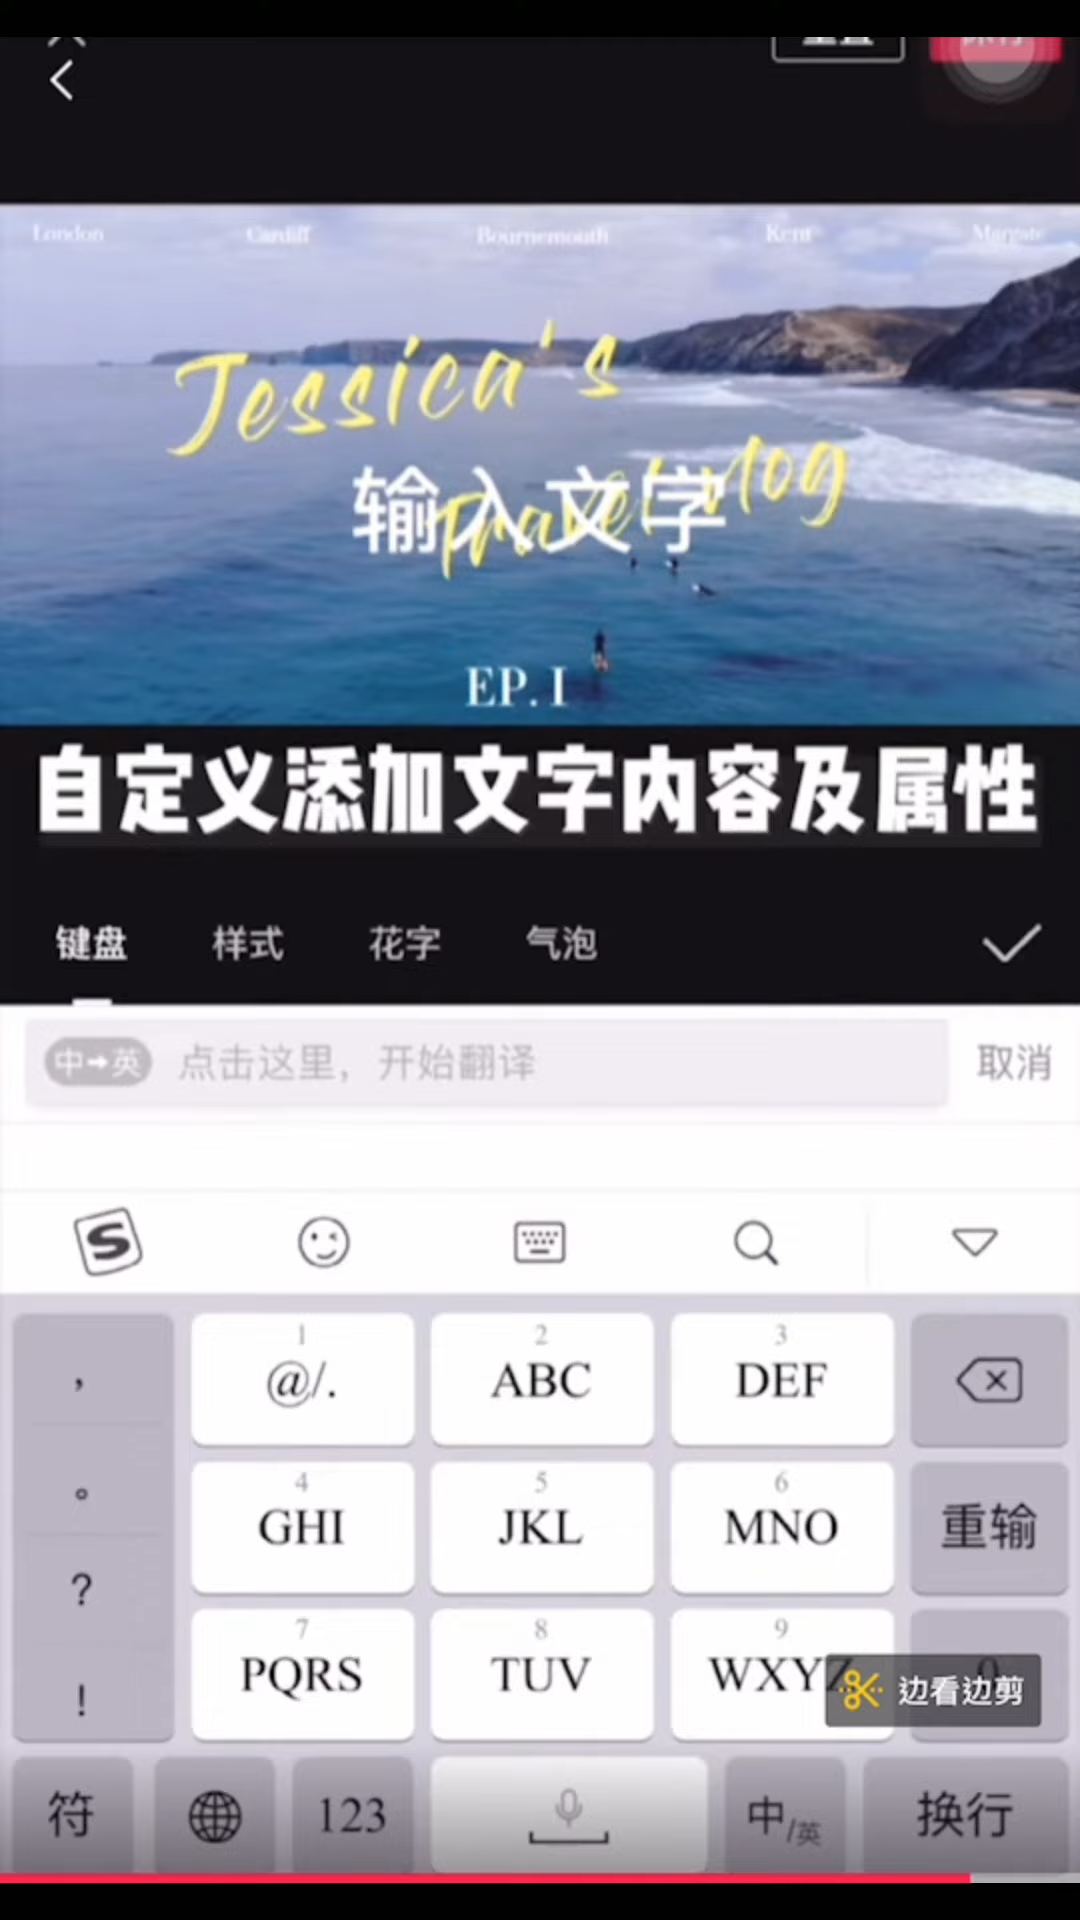 London Cardiff Bournemouth Kent Margate
Jessica's
Travel vlog
输入文字
EP. I
自定义添加文字内容及属性
键盘 样式 花字 气泡
中→英 点击这里，开始翻译 取消
S
, 1 @/. 2 ABC 3 DEF
。 4 GHI 5 JKL 6 MNO 重输
?
! 7 PQRS 8 TUV 9 WXYZ 0
边看边剪
符 123 中/英 换行